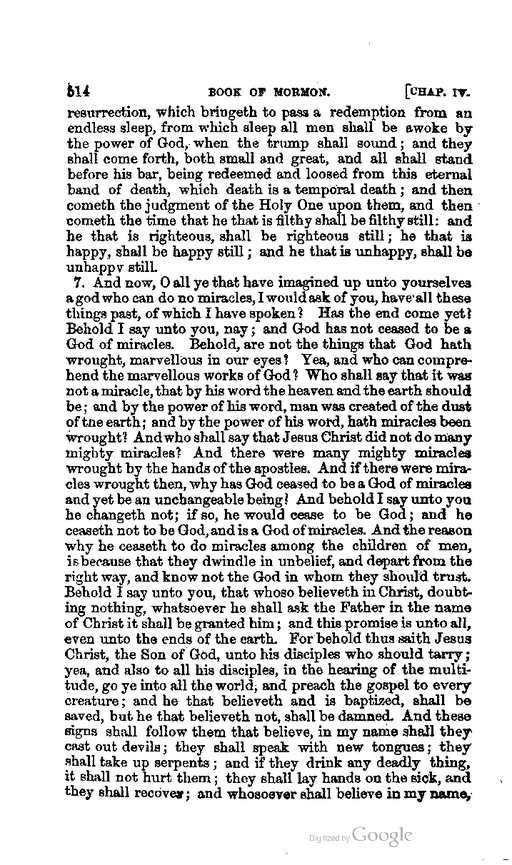 514 BOOK OF MORMON. [CHAP. IV.
resurrection, which bringeth to pass a redemption from an
endless sleep, from which sleep all men shall be awoke by
the power of God, when the trump shall sound; and they
shall come forth, both small and great, and all shall stand
before his bar, being redeemed and loosed from this eternal
band of death, which death is a temporal death; and then
cometh the judgment of the Holy One upon them, and then
cometh the time that he that is filthy shall be filthy still: and
he that is righteous, shall be righteous still; he that is
happy, shall be happy still; and he that is unhappy, shall be
unhappy still.
7. And now, O all ye that have imagined up unto yourselves
a god who can do no miracles, I would ask of you, have all these
things past, of which I have spoken? Has the end come yet?
Behold I say unto you, nay; and God has not ceased to be a
God of miracles. Behold, are not the things that God hath
wrought, marvellous in our eyes? Yea, and who can compre-
hend the marvellous works of God? Who shall say that it was
not a miracle, that by his word the heaven and the earth should
be; and by the power of his word, man was created of the dust
of the earth; and by the power of his word, hath miracles been
wrought? And who shall say that Jesus Christ did not do many
mighty miracles? And there were many mighty miracles
wrought by the hands of the apostles. And if there were mira-
cles wrought then, why has God ceased to be a God of miracles
and yet be an unchangeable being? And behold I say unto you
he changeth not; if so, he would cease to be God; and he
ceaseth not to be God, and is a God of miracles. And the reason
why he ceaseth to do miracles among the children of men,
is because that they dwindle in unbelief, and depart from the
right way, and know not the God in whom they should trust.
Behold I say unto you, that whoso believeth in Christ, doubt-
ing nothing, whatsoever he shall ask the Father in the name
of Christ it shall be granted him; and this promise is unto all,
even unto the ends of the earth. For behold thus saith Jesus
Christ, the Son of God, unto his disciples who should tarry;
yea, and also to all his disciples, in the hearing of the multi-
tude, go ye into all the world, and preach the gospel to every
creature; and he that believeth and is baptized, shall be
saved, but he that believeth not, shall be damned. And these
signs shall follow them that believe, in my name shall they
cast out devils; they shall speak with new tongues; they
shall take up serpents; and if they drink any deadly thing,
it shall not hurt them; they shall lay hands on the sick, and
they shall recover; and whosoever shall believe in my name,
Digitized by Google